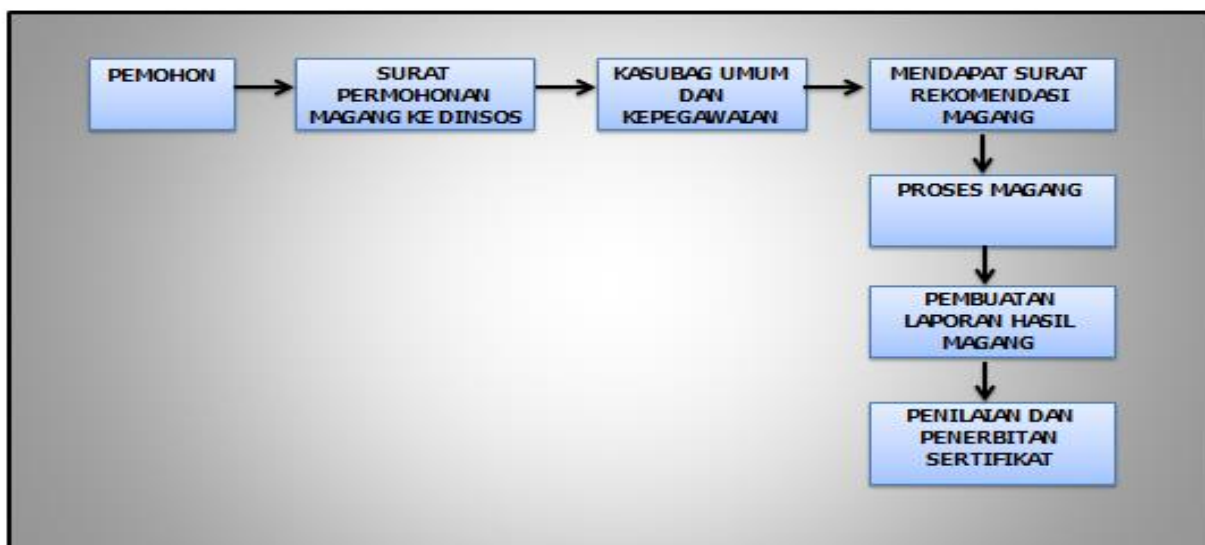 PEMOHON
SURAT
PERMOHONAN
MAGANG KE DINSOS
KASUBAG UMUM
DAN
KEPEGAWAIAN
MENDAPAT SURAT
REKOMENDASI
MAGANG
PROSES MAGANG
PEMBUATAN
LAPORAN HASIL
MAGANG
PENILAIAN DAN
PENERBITAN
SERTIFIKAT